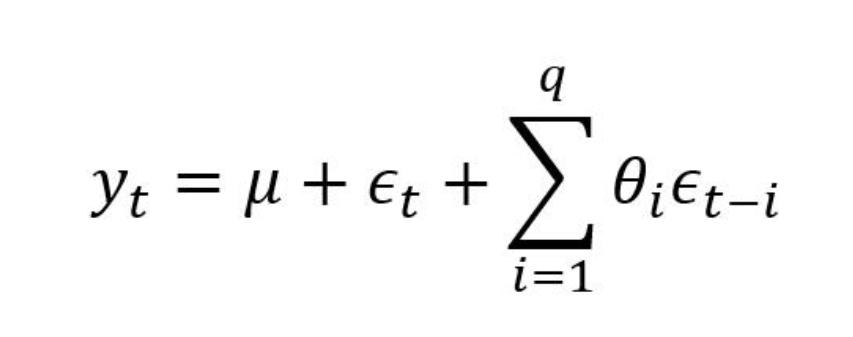 y_t = μ + ϵ_t + ∑_{i=1}^{q} θ_i ϵ_{t−i}